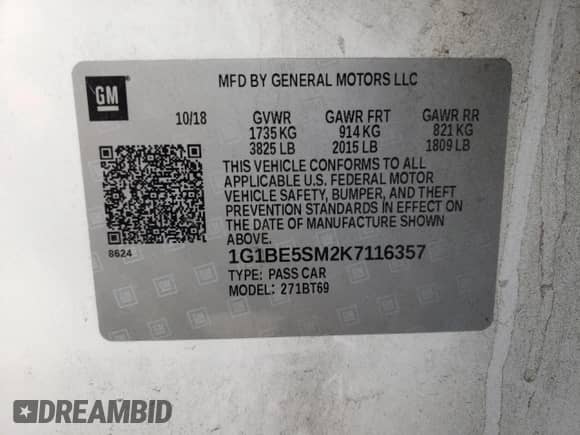 MFD BY GENERAL MOTORS LLC
GM
10/18 GVWR GAWR FRT GAWR RR
1735 KG 914 KG 821 KG
3825 LB 2015 LB 1809 LB
THIS VEHICLE CONFORMS TO ALL
APPLICABLE U.S. FEDERAL MOTOR
VEHICLE SAFETY, BUMPER, AND THEFT
PREVENTION STANDARDS IN EFFECT ON
THE DATE OF MANUFACTURE SHOWN
ABOVE.
8624
1G1BE5SM2K7116357
TYPE: PASS CAR
MODEL: 271BT69
DREAMBID